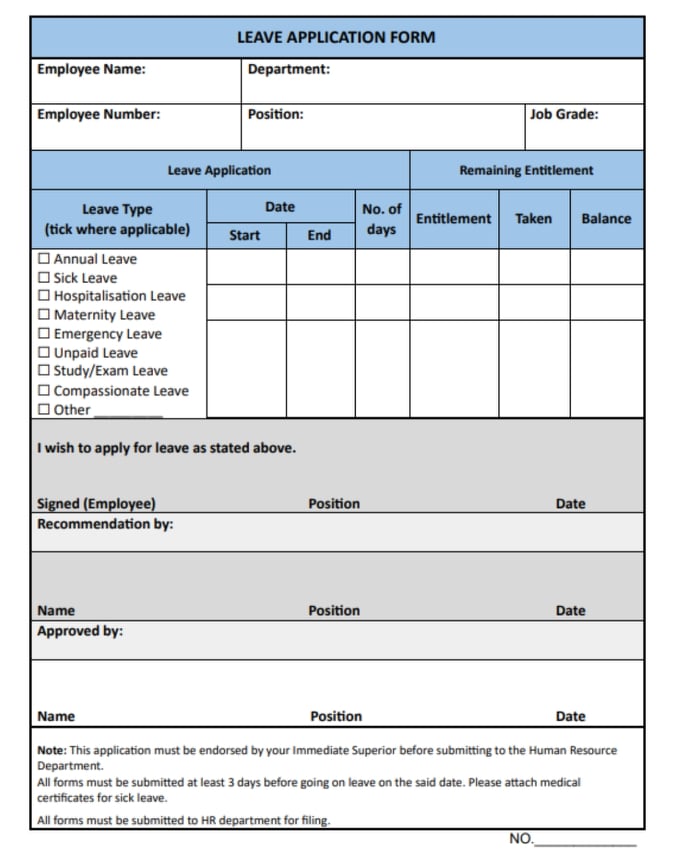 LEAVE APPLICATION FORM
Employee Name: Department:
Employee Number: Position: Job Grade:
Leave Application Remaining Entitlement
Leave Type
(tick where applicable)
Date
Start End
No. of
days
Entitlement Taken Balance
☐ Annual Leave
☐ Sick Leave
☐ Hospitalisation Leave
☐ Maternity Leave
☐ Emergency Leave
☐ Unpaid Leave
☐ Study/Exam Leave
☐ Compassionate Leave
☐ Other __________
I wish to apply for leave as stated above.
Signed (Employee) Position Date
Recommendation by:
Name Position Date
Approved by:
Name Position Date
Note: This application must be endorsed by your Immediate Superior before submitting to the Human Resource
Department.
All forms must be submitted at least 3 days before going on leave on the said date. Please attach medical
certificates for sick leave.
All forms must be submitted to HR department for filing.
NO.____________